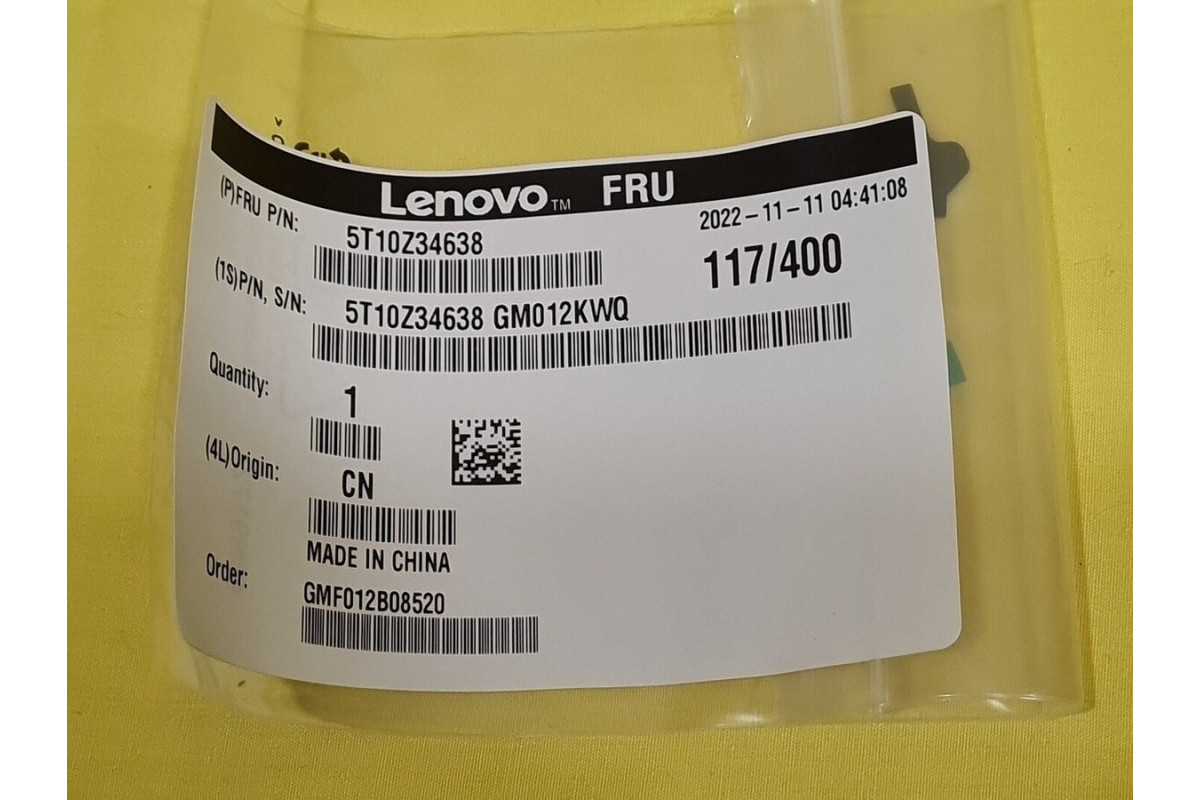 Lenovo™ FRU
(P)FRU P/N:
5T10Z34638
2022-11-11 04:41:08
117/400
(1S)P/N, S/N:
5T10Z34638 GM012KWQ
Quantity:
1
(4L)Origin:
CN
MADE IN CHINA
Order:
GMF012B08520